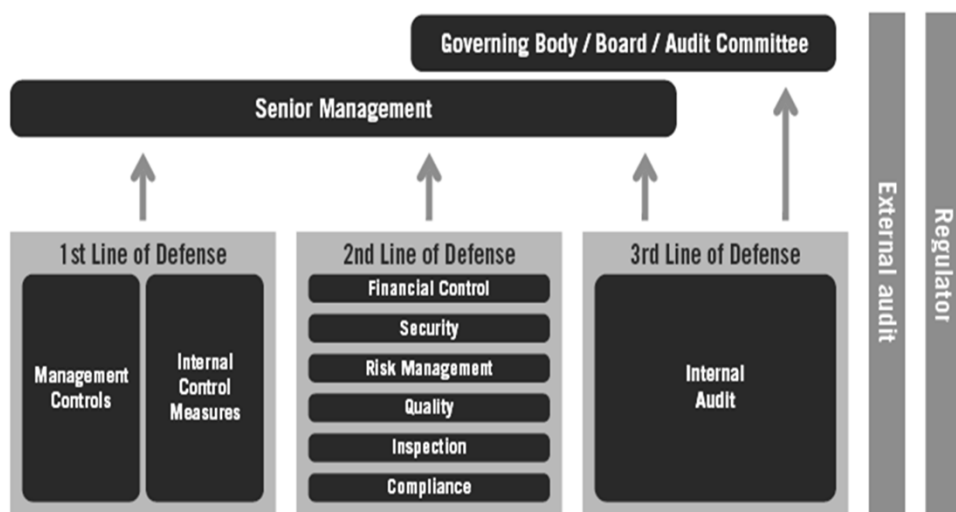 Governing Body / Board / Audit Committee
Senior Management
1st Line of Defense
Management
Controls
Internal
Control
Measures
2nd Line of Defense
Financial Control
Security
Risk Management
Quality
Inspection
Compliance
3rd Line of Defense
Internal
Audit
External audit
Regulator